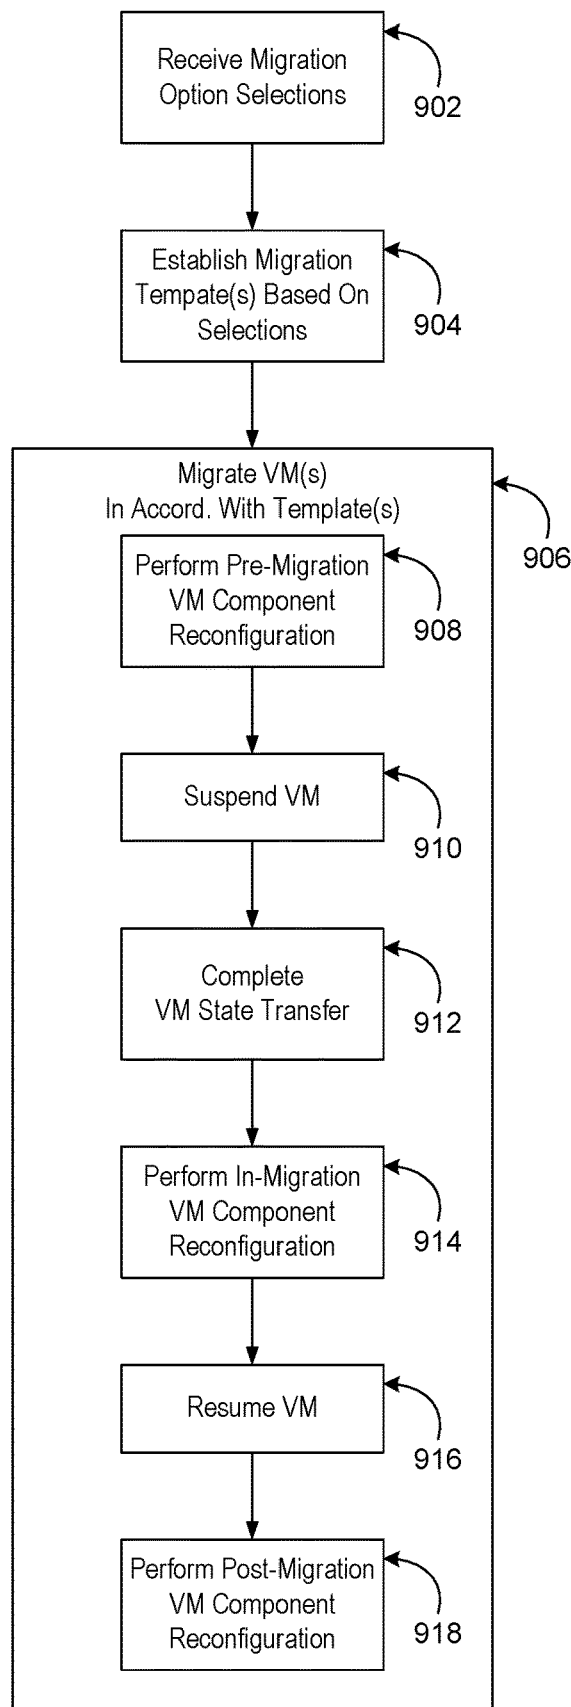 Receive Migration
Option Selections
902
Establish Migration
Tempate(s) Based On
Selections
904
Migrate VM(s)
In Accord. With Template(s)
906
Perform Pre-Migration
VM Component
Reconfiguration
908
Suspend VM
910
Complete
VM State Transfer
912
Perform In-Migration
VM Component
Reconfiguration
914
Resume VM
916
Perform Post-Migration
VM Component
Reconfiguration
918